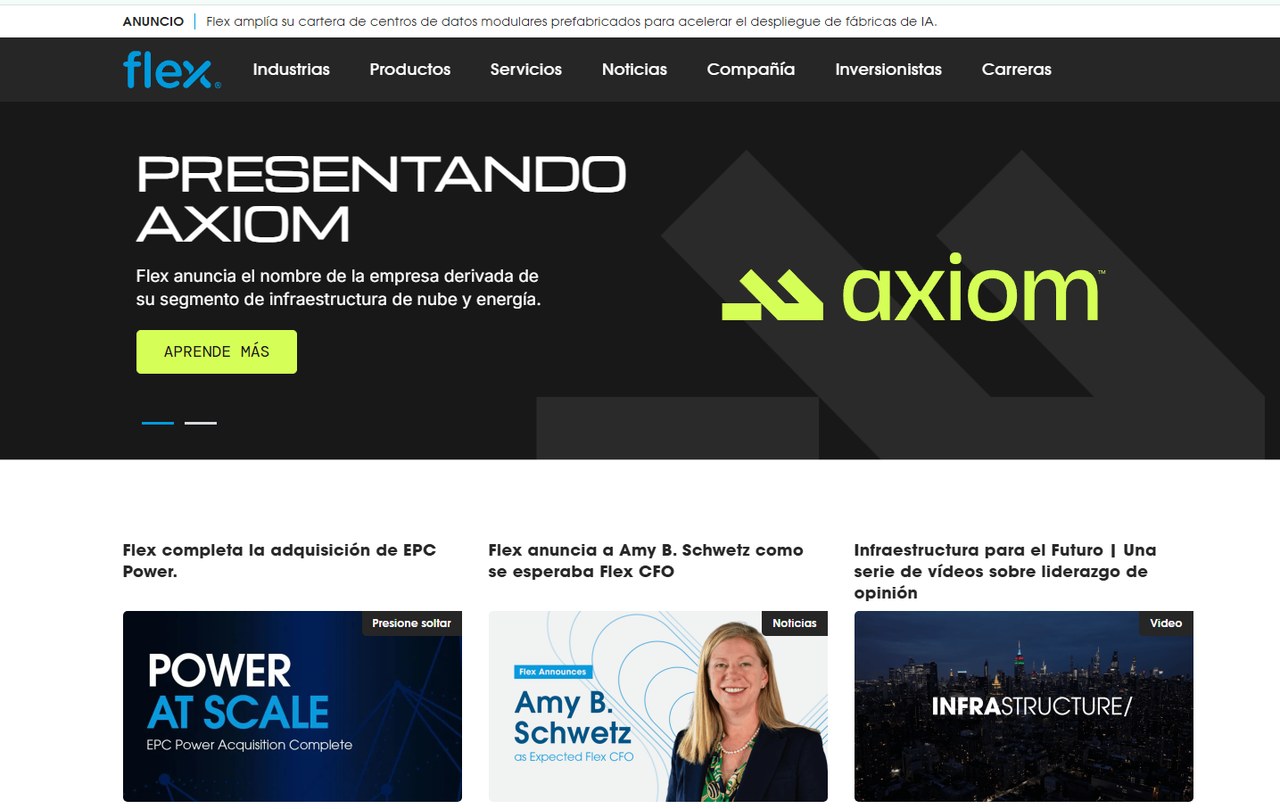 ANUNCIO | Flex amplía su cartera de centros de datos modulares prefabricados para acelerar el despliegue de fábricas de IA.
flex® Industrias Productos Servicios Noticias Compañía Inversionistas Carreras
PRESENTANDO
AXIOM
Flex anuncia el nombre de la empresa derivada de
su segmento de infraestructura de nube y energía.
APRENDE MÁS
axiom™
Flex completa la adquisición de EPC
Power.
Presione soltar
POWER
AT SCALE
EPC Power Acquisition Complete
Flex anuncia a Amy B. Schwetz como
se esperaba Flex CFO
Noticias
Flex Announces
Amy B.
Schwetz
as Expected Flex CFO
Infraestructura para el Futuro | Una
serie de vídeos sobre liderazgo de
opinión
Video
INFRASTRUCTURE/